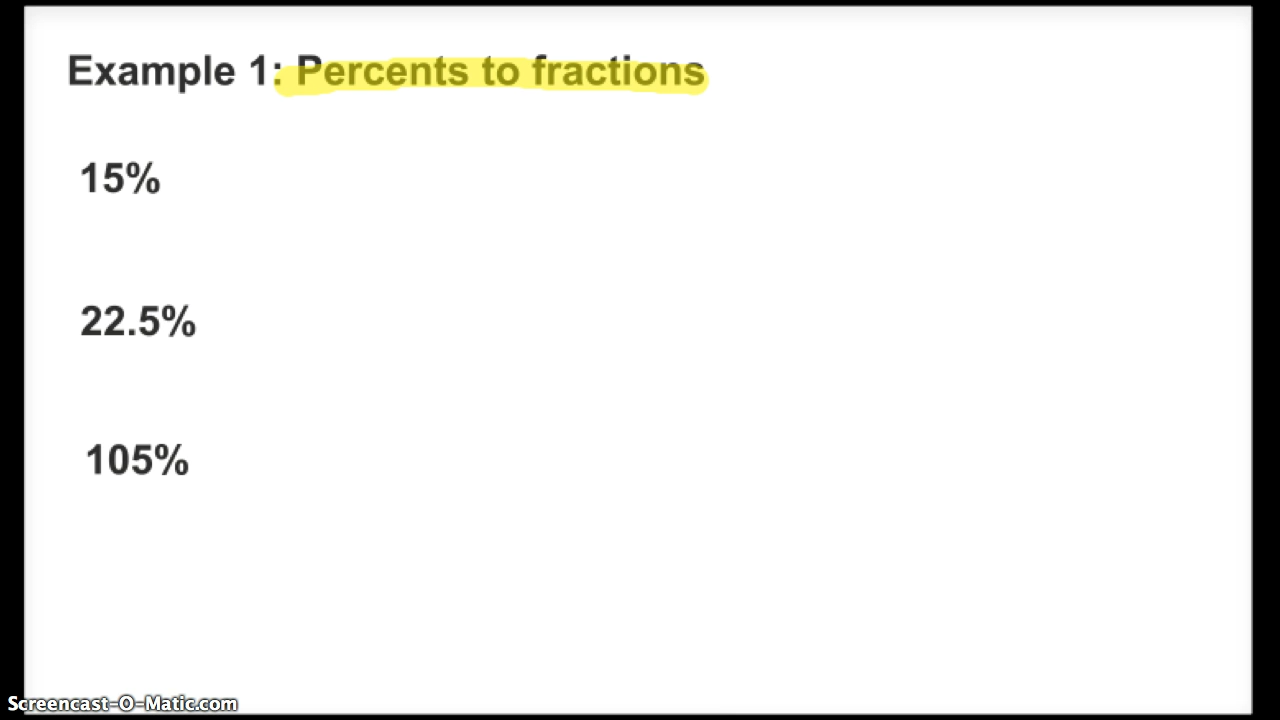 Example 1: Percents to fractions
15%
22.5%
105%
Screencast-O-Matic.com